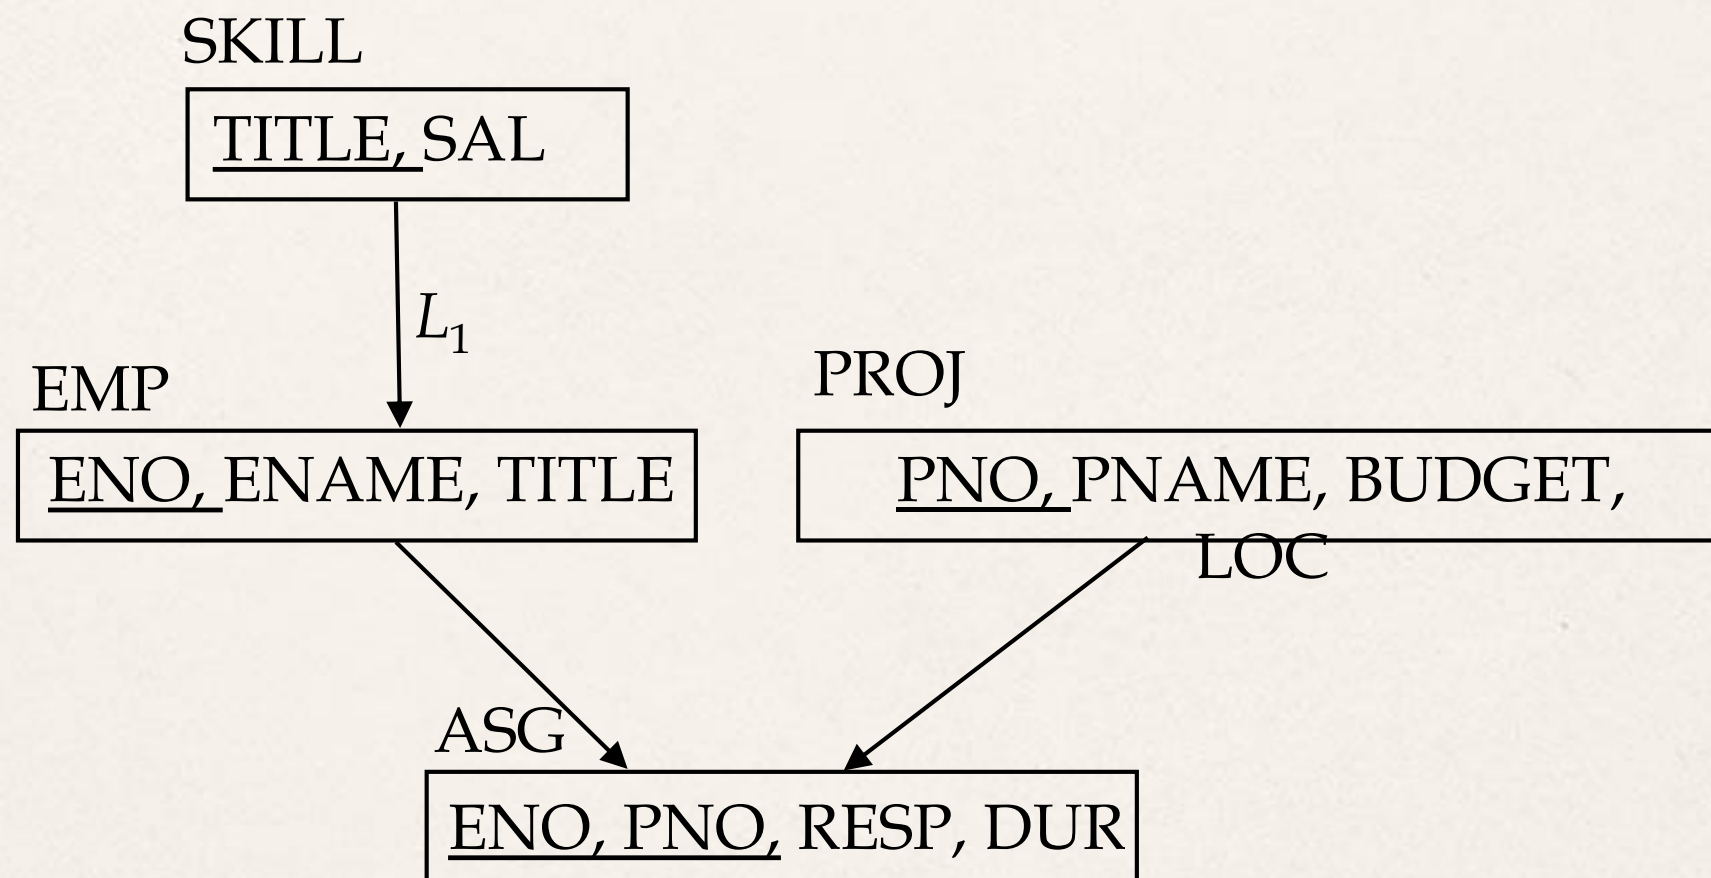 SKILL
TITLE, SAL
L1
EMP
PROJ
ENO, ENAME, TITLE
PNO, PNAME, BUDGET,
LOC
ASG
ENO, PNO, RESP, DUR